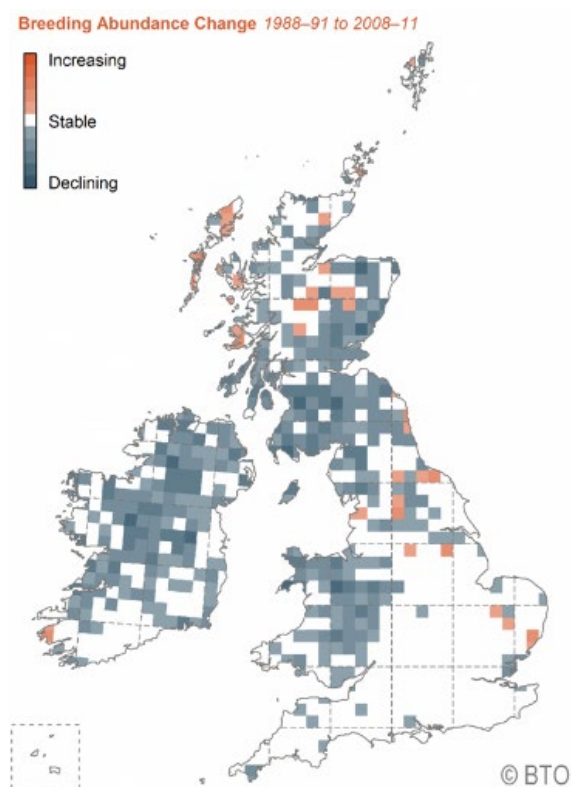 Breeding Abundance Change 1988–91 to 2008–11
Increasing
Stable
Declining
© BTO